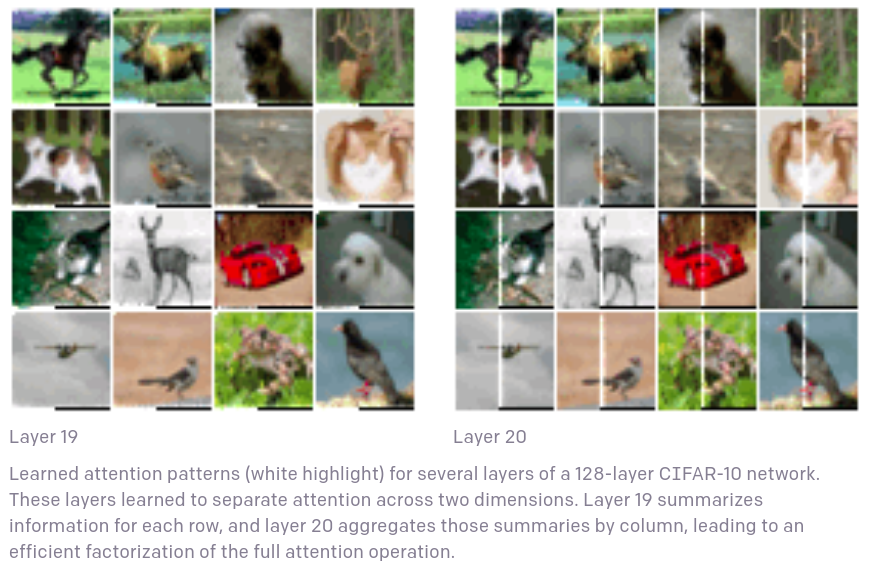 Layer 19
Layer 20
Learned attention patterns (white highlight) for several layers of a 128-layer CIFAR-10 network.
These layers learned to separate attention across two dimensions. Layer 19 summarizes
information for each row, and layer 20 aggregates those summaries by column, leading to an
efficient factorization of the full attention operation.